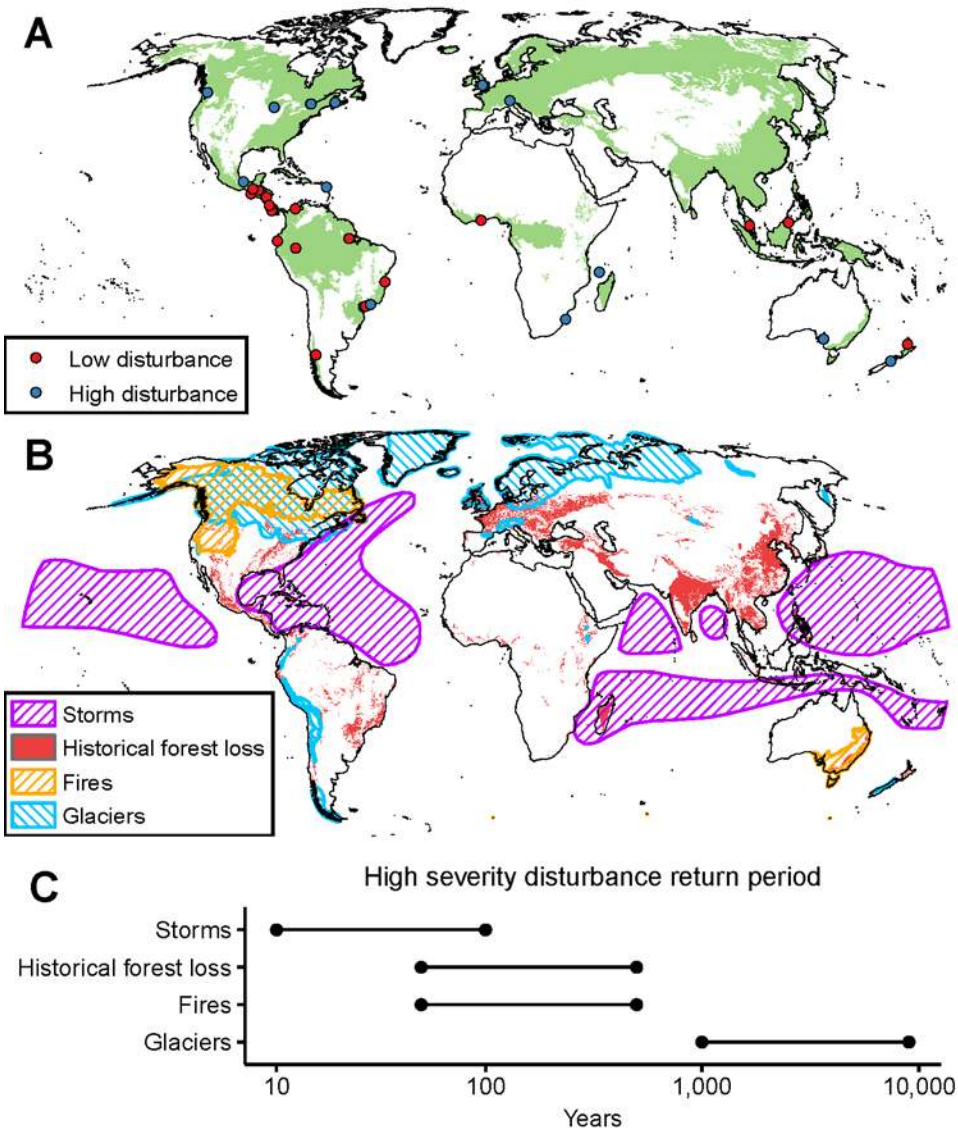 A
Low disturbance
High disturbance
B
Storms
Historical forest loss
Fires
Glaciers
C
High severity disturbance return period
Storms
Historical forest loss
Fires
Glaciers
10 100 1,000 10,000
Years